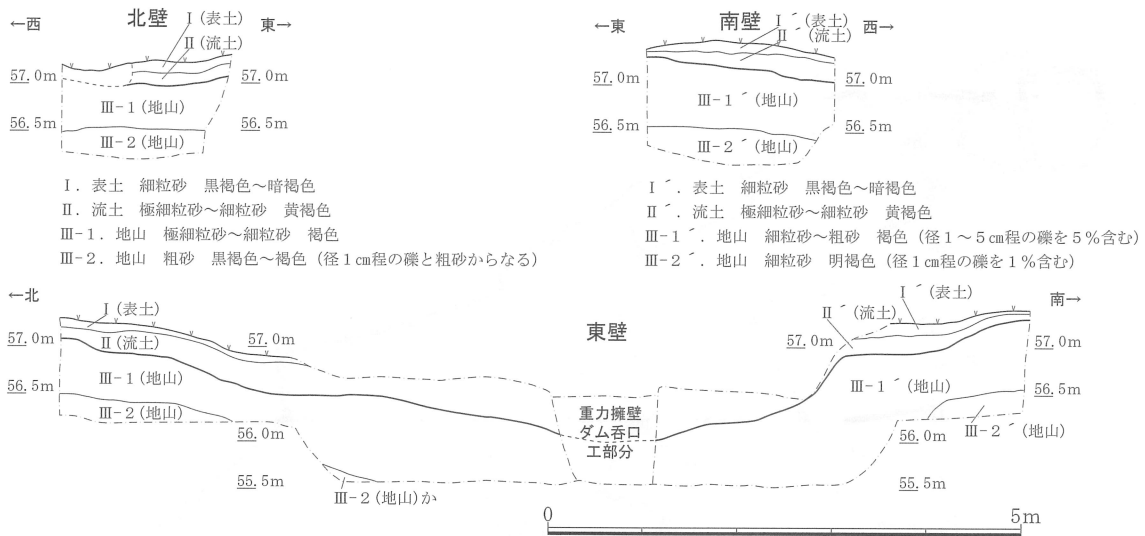 ←西
北壁
東→
Ⅰ(表土)
Ⅱ(流土)
57.0m
57.0m
Ⅲ-1(地山)
56.5m
56.5m
Ⅲ-2(地山)
←東
南壁
西→
Ⅰ´(表土)
Ⅱ´(流土)
57.0m
57.0m
Ⅲ-1´(地山)
56.5m
56.5m
Ⅲ-2´(地山)
Ⅰ．表土 細粒砂 黒褐色～暗褐色
Ⅱ．流土 極細粒砂～細粒砂 黄褐色
Ⅲ-1．地山 極細粒砂～細粒砂 褐色
Ⅲ-2．地山 粗砂 黒褐色～褐色(径１㎝程の礫と粗砂からなる)
Ⅰ´．表土 細粒砂 黒褐色～暗褐色
Ⅱ´．流土 極細粒砂～細粒砂 黄褐色
Ⅲ-1´．地山 細粒砂～粗砂 褐色(径１～５㎝程の礫を５%含む)
Ⅲ-2´．地山 細粒砂 明褐色(径１㎝程の礫を１%含む)
←北
東壁
南→
Ⅰ(表土)
Ⅱ(流土)
57.0m
57.0m
Ⅲ-1(地山)
56.5m
Ⅲ-2(地山)
56.0m
55.5m
Ⅲ-2(地山)か
重力擁壁
ダム呑口
工部分
Ⅰ´(表土)
Ⅱ´(流土)
57.0m
57.0m
Ⅲ-1´(地山)
56.5m
56.0m
Ⅲ-2´(地山)
55.5m
0
5m